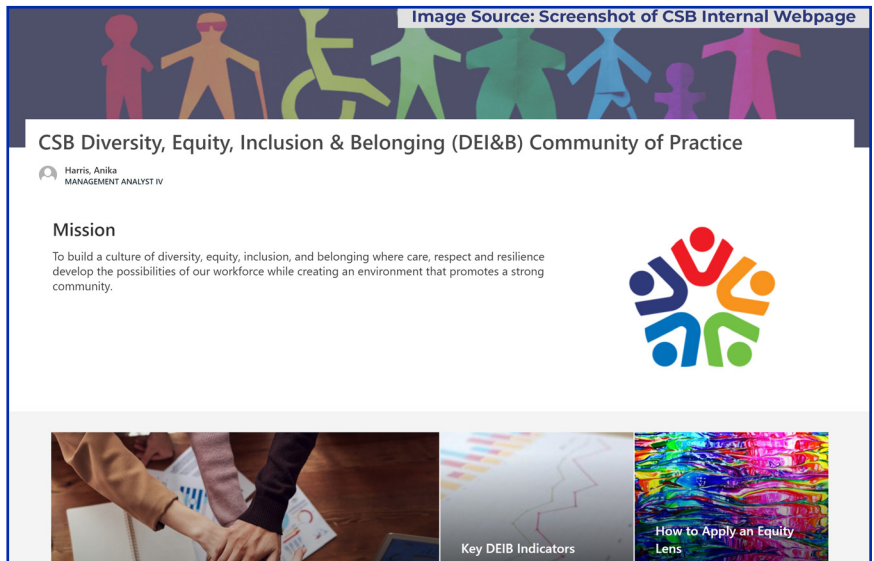 Image Source: Screenshot of CSB Internal Webpage
CSB Diversity, Equity, Inclusion & Belonging (DEI&B) Community of Practice
Harris, Anika
MANAGEMENT ANALYST IV
Mission
To build a culture of diversity, equity, inclusion, and belonging where care, respect and resilience
develop the possibilities of our workforce while creating an environment that promotes a strong
community.
Key DEIB Indicators
How to Apply an Equity
Lens